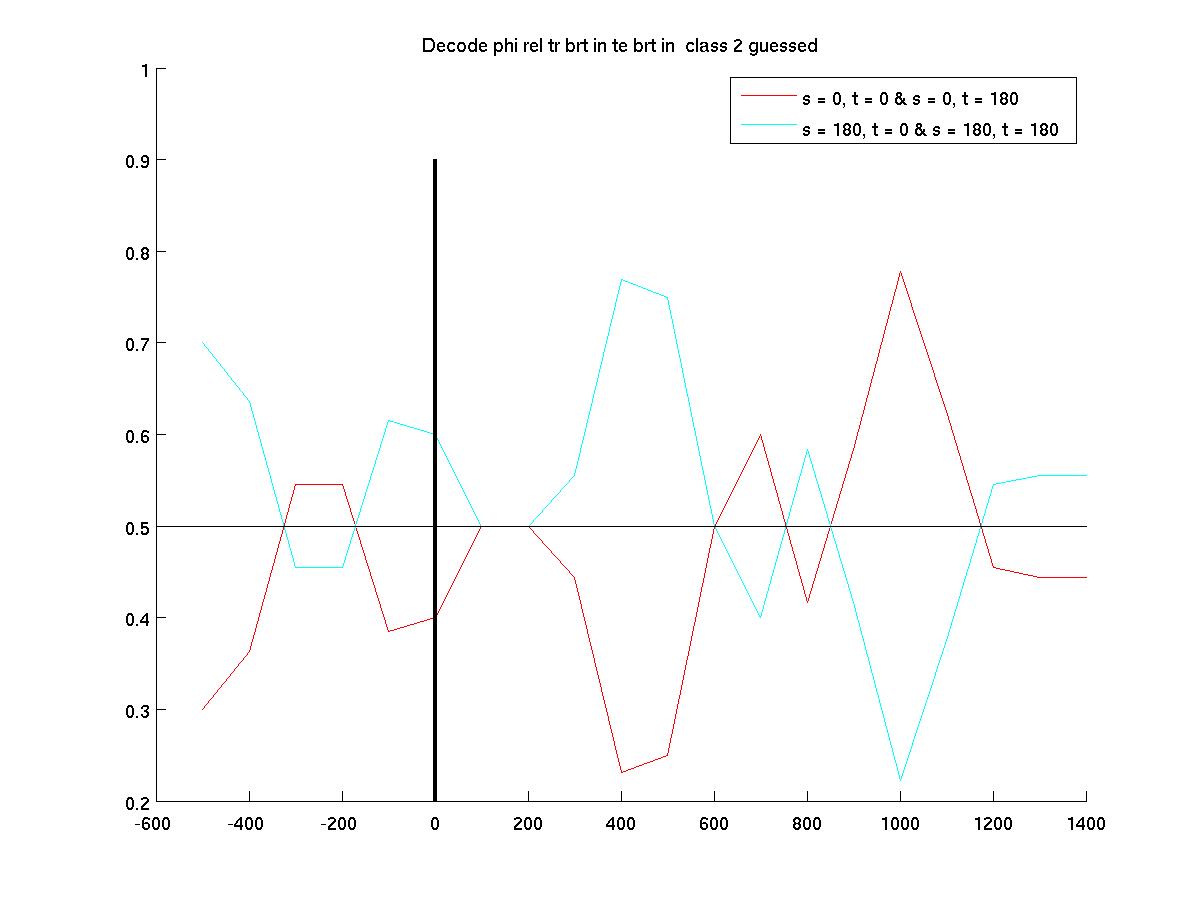 Decode phi rel tr brt in te brt in  class 2 guessed
s = 0, t = 0 & s = 0, t = 180
s = 180, t = 0 & s = 180, t = 180
1
0.9
0.8
0.7
0.6
0.5
0.4
0.3
0.2
-600 -400 -200 0 200 400 600 800 1000 1200 1400